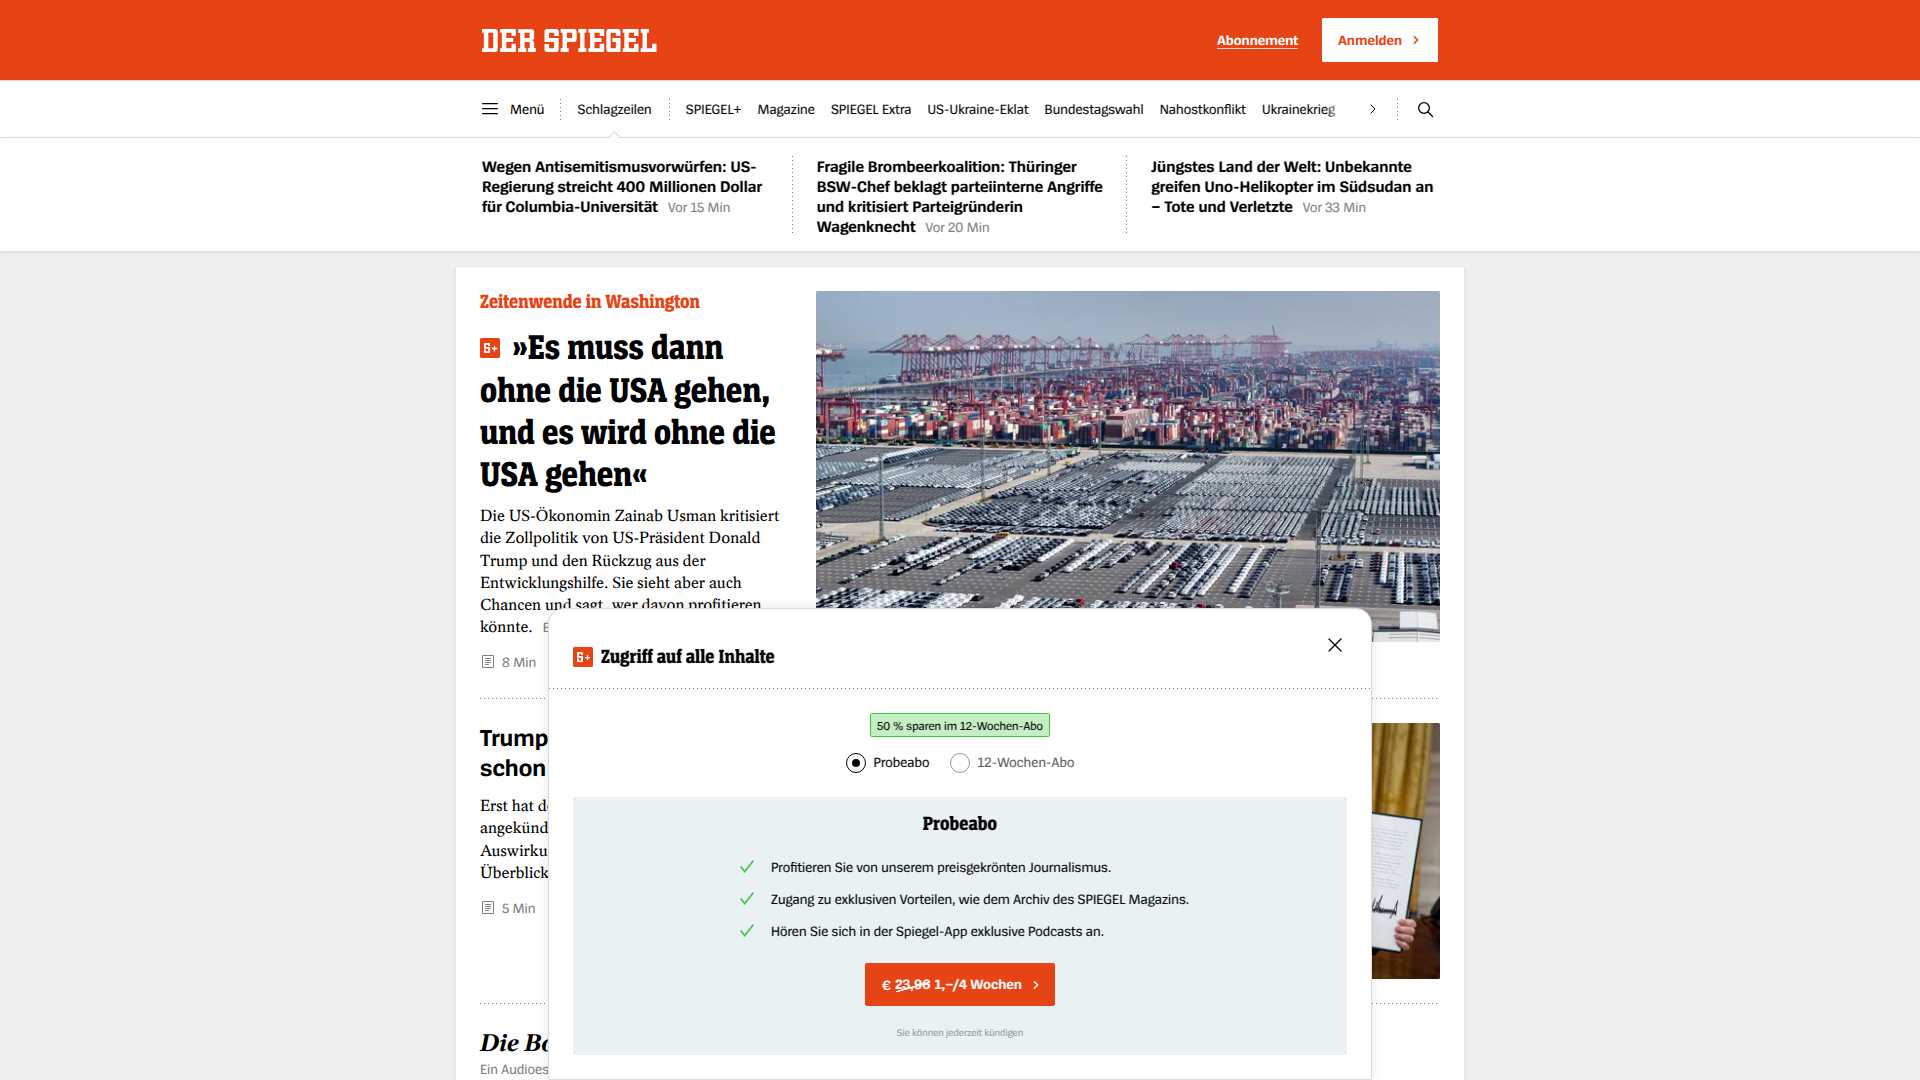 DER SPIEGEL
Abonnement
Anmelden
Menü
Schlagzeilen
SPIEGEL+
Magazine
SPIEGEL Extra
US-Ukraine-Eklat
Bundestagswahl
Nahostkonflikt
Ukrainekrieg
Wegen Antisemitismusvorwürfen: US-
Regierung streicht 400 Millionen Dollar
für Columbia-Universität Vor 15 Min
Fragile Brombeerkoalition: Thüringer
BSW-Chef beklagt parteiinterne Angriffe
und kritisiert Parteigründerin
Wagenknecht Vor 20 Min
Jüngstes Land der Welt: Unbekannte
greifen Uno-Helikopter im Südsudan an
– Tote und Verletzte Vor 33 Min
Zeitenwende in Washington
»Es muss dann
ohne die USA gehen,
und es wird ohne die
USA gehen«
Die US-Ökonomin Zainab Usman kritisiert
die Zollpolitik von US-Präsident Donald
Trump und den Rückzug aus der
Entwicklungshilfe. Sie sieht aber auch
Chancen und sagt, wer davon profitieren
könnte.
8 Min
Trump
schon
Erst hat
angekünd
Auswirku
Überblick
5 Min
Die
Ein Audioes
Zugriff auf alle Inhalte
50 % sparen im 12-Wochen-Abo
Probeabo
12-Wochen-Abo
Probeabo
Profitieren Sie von unserem preisgekrönten Journalismus.
Zugang zu exklusiven Vorteilen, wie dem Archiv des SPIEGEL Magazins.
Hören Sie sich in der Spiegel-App exklusive Podcasts an.
€ 23,96 1,–/4 Wochen
Sie können jederzeit kündigen